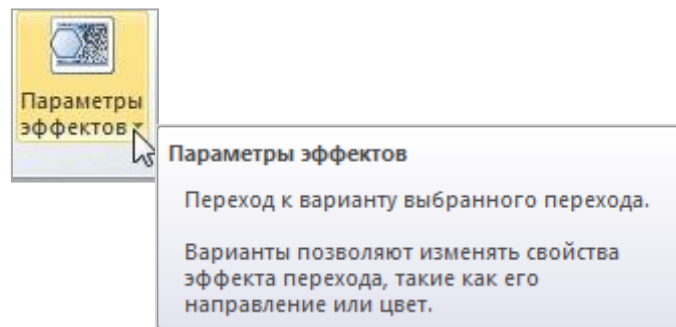 Параметры
эффектов
Параметры эффектов
Переход к варианту выбранного перехода.
Варианты позволяют изменять свойства
эффекта перехода, такие как его
направление или цвет.